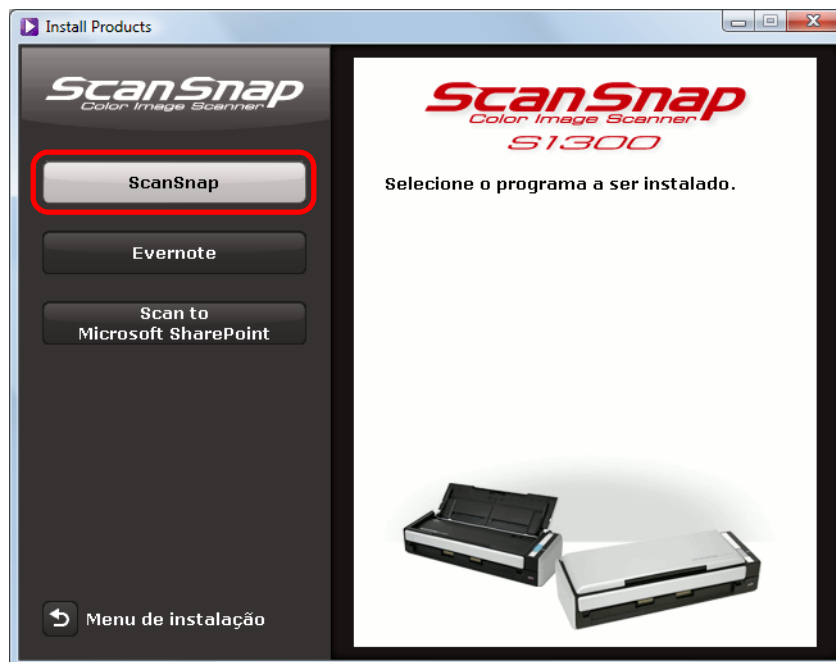 Install Products
ScanSnap
Color Image Scanner
ScanSnap
Evernote
Scan to
Microsoft SharePoint
Menu de instalação
ScanSnap
Color Image Scanner
S1300
Selecione o programa a ser instalado.